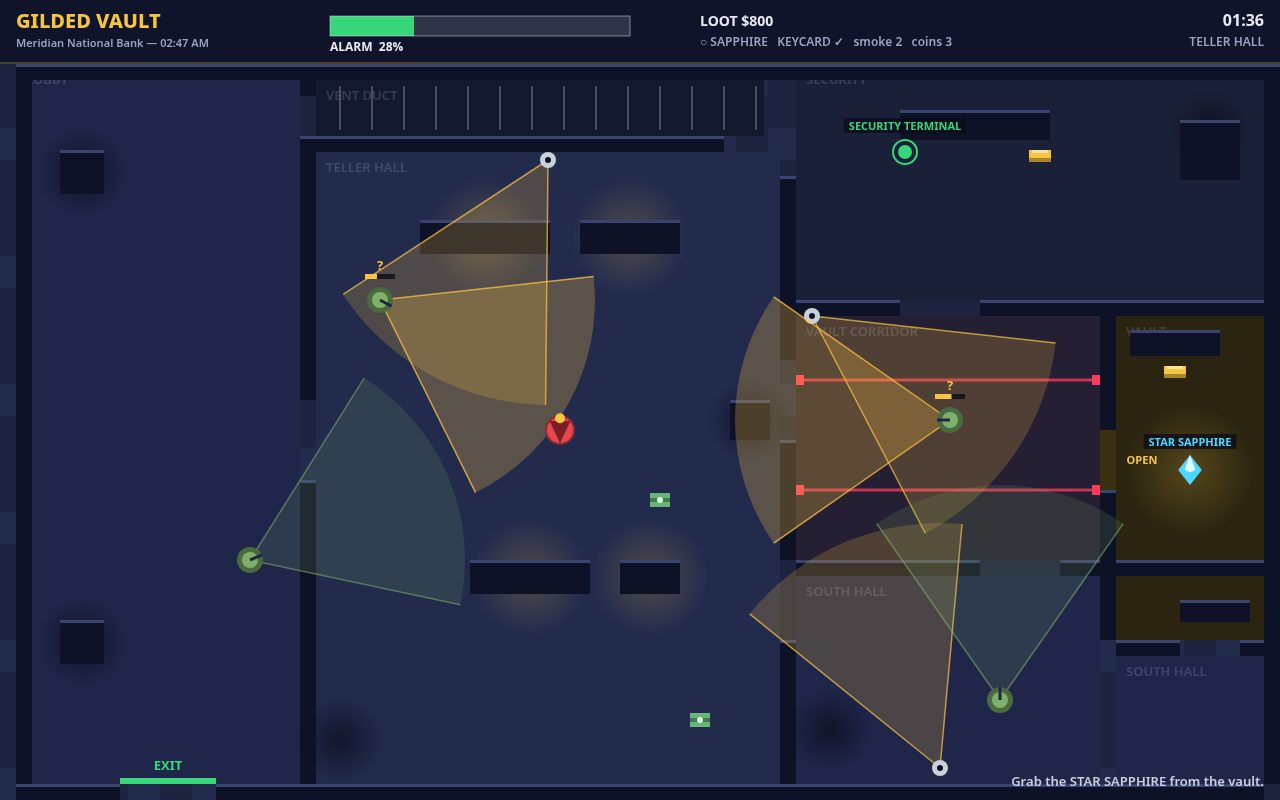 GILDED VAULT
Meridian National Bank — 02:47 AM
ALARM 28%
LOOT $800
○ SAPPHIRE KEYCARD ✓ smoke 2 coins 3
01:36
TELLER HALL
VENT DUCT
SECURITY
SECURITY TERMINAL
TELLER HALL
?
VAULT CORRIDOR
VAULT
?
STAR SAPPHIRE
OPEN
SOUTH HALL
SOUTH HALL
EXIT
Grab the STAR SAPPHIRE from the vault.